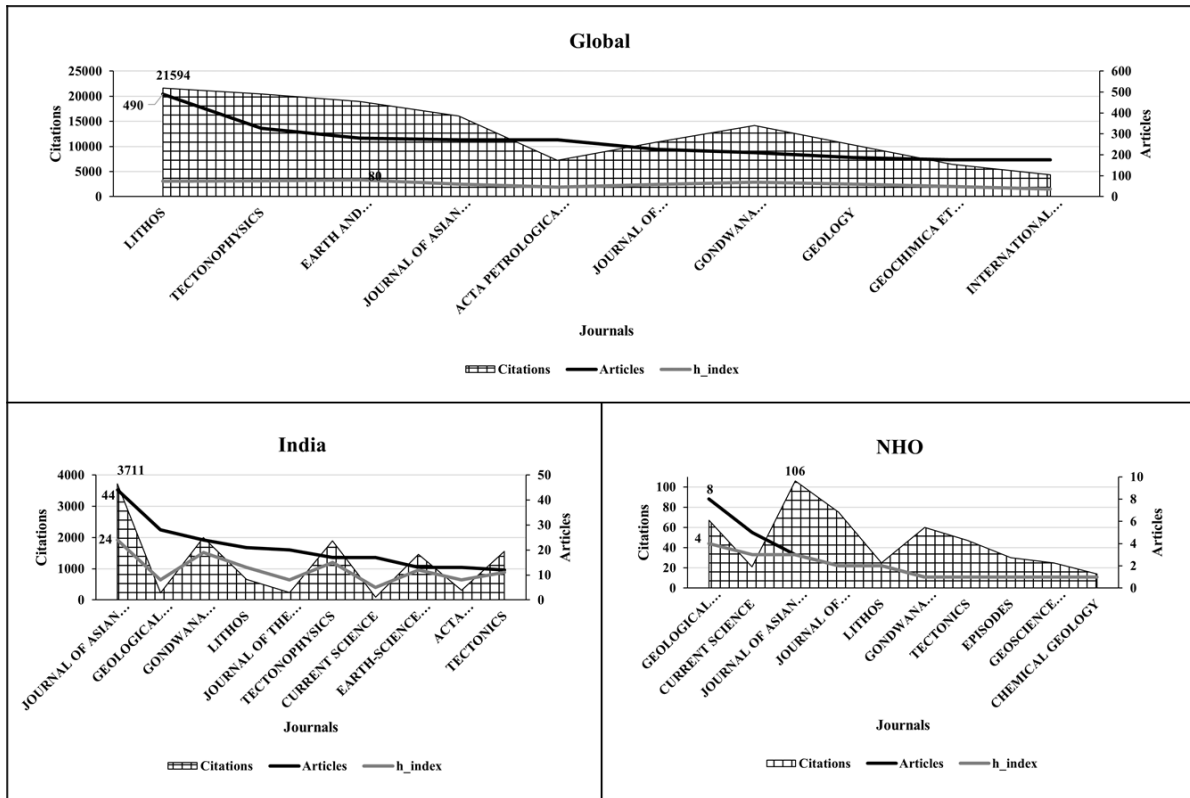 Global
25000
20000
15000
10000
5000
0
Citations
21594
490
80
600
500
400
300
200
100
0
Articles
LITHOS
TECTONOPHYSICS
EARTH AND…
JOURNAL OF ASIAN…
ACTA PETROLOGICA…
JOURNAL OF…
GONDWANA…
GEOLOGY
GEOCHIMICA ET…
INTERNATIONAL…
Journals
Citations Articles h_index
India
4000
3000
2000
1000
0
Citations
3711
44
24
50
40
30
20
10
0
Articles
JOURNAL OF ASIAN…
GEOLOGICAL…
GONDWANA…
LITHOS
JOURNAL OF THE…
TECTONOPHYSICS
CURRENT SCIENCE
EARTH-SCIENCE…
ACTA…
TECTONICS
Journals
Citations Articles h_index
NHO
100
80
60
40
20
0
Citations
106
8
4
10
8
6
4
2
0
Articles
GEOLOGICAL…
CURRENT SCIENCE
JOURNAL OF ASIAN…
JOURNAL OF…
LITHOS
GONDWANA…
TECTONICS
EPISODES
GEOSCIENCE…
CHEMICAL GEOLOGY
Journals
Citations Articles h_index